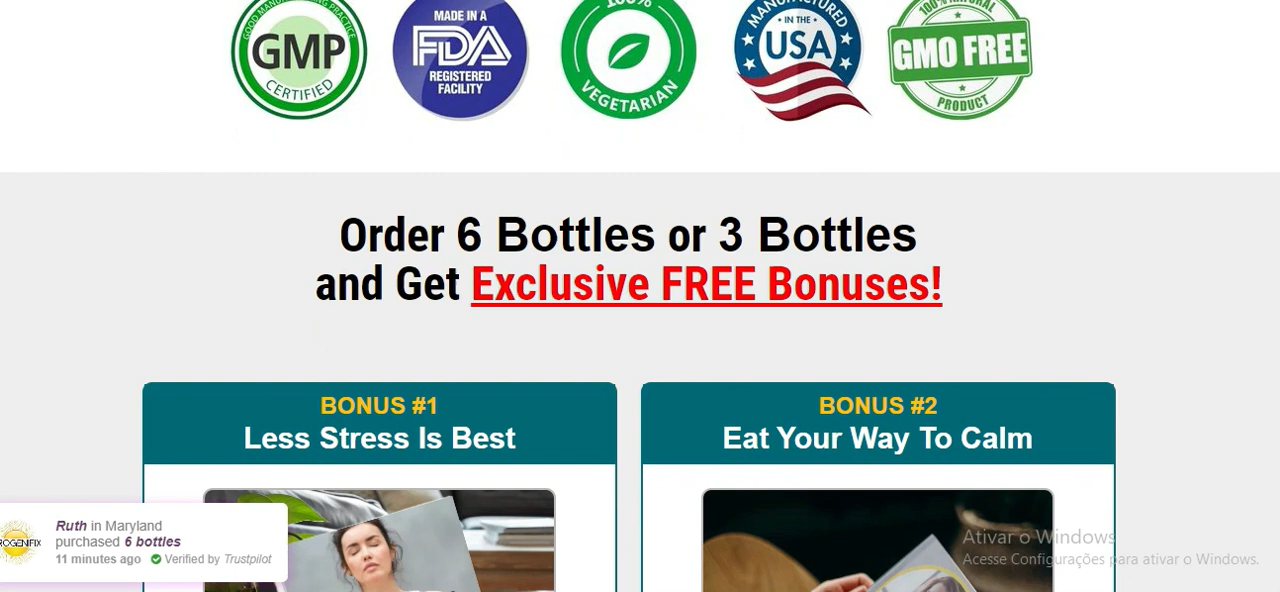 GOOD MANUFACTURING PRACTICE
GMP
CERTIFIED
MADE IN A
FDA
REGISTERED
FACILITY
100%
VEGETARIAN
MANUFACTURED
IN THE
USA
100% NATURAL
GMO FREE
PRODUCT
Order 6 Bottles or 3 Bottles
and Get Exclusive FREE Bonuses!
BONUS #1
Less Stress Is Best
BONUS #2
Eat Your Way To Calm
ROGENIFIX
Ruth in Maryland
purchased 6 bottles
11 minutes ago Verified by Trustpilot
Ativar o Windows
Acesse Configurações para ativar o Windows.